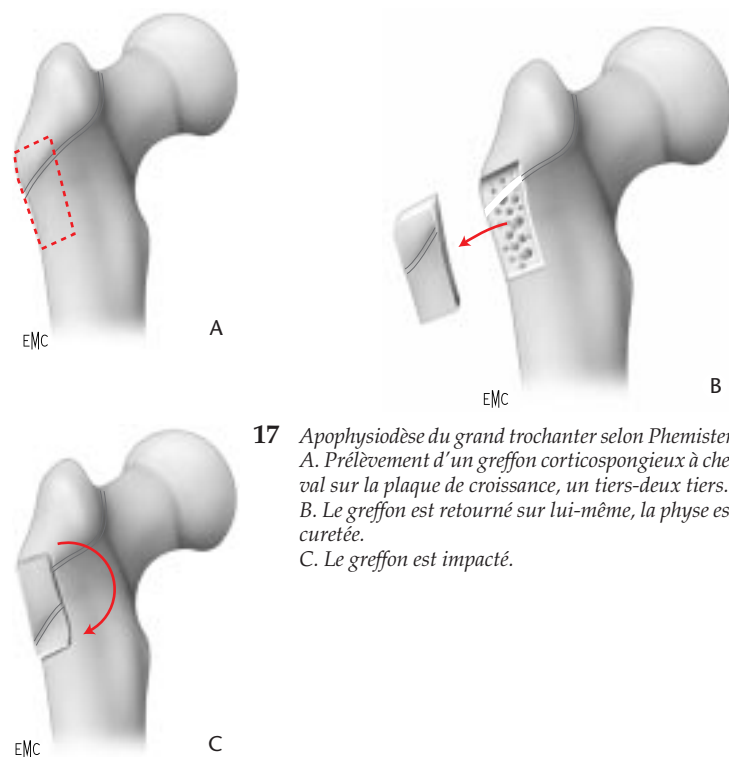 A
EMC
B
EMC
17 Apophysiodèse du grand trochanter selon Phemister
A. Prélèvement d'un greffon corticospongieux à che
val sur la plaque de croissance, un tiers-deux tiers.
B. Le greffon est retourné sur lui-même, la physe es
curetée.
C. Le greffon est impacté.
C
EMC